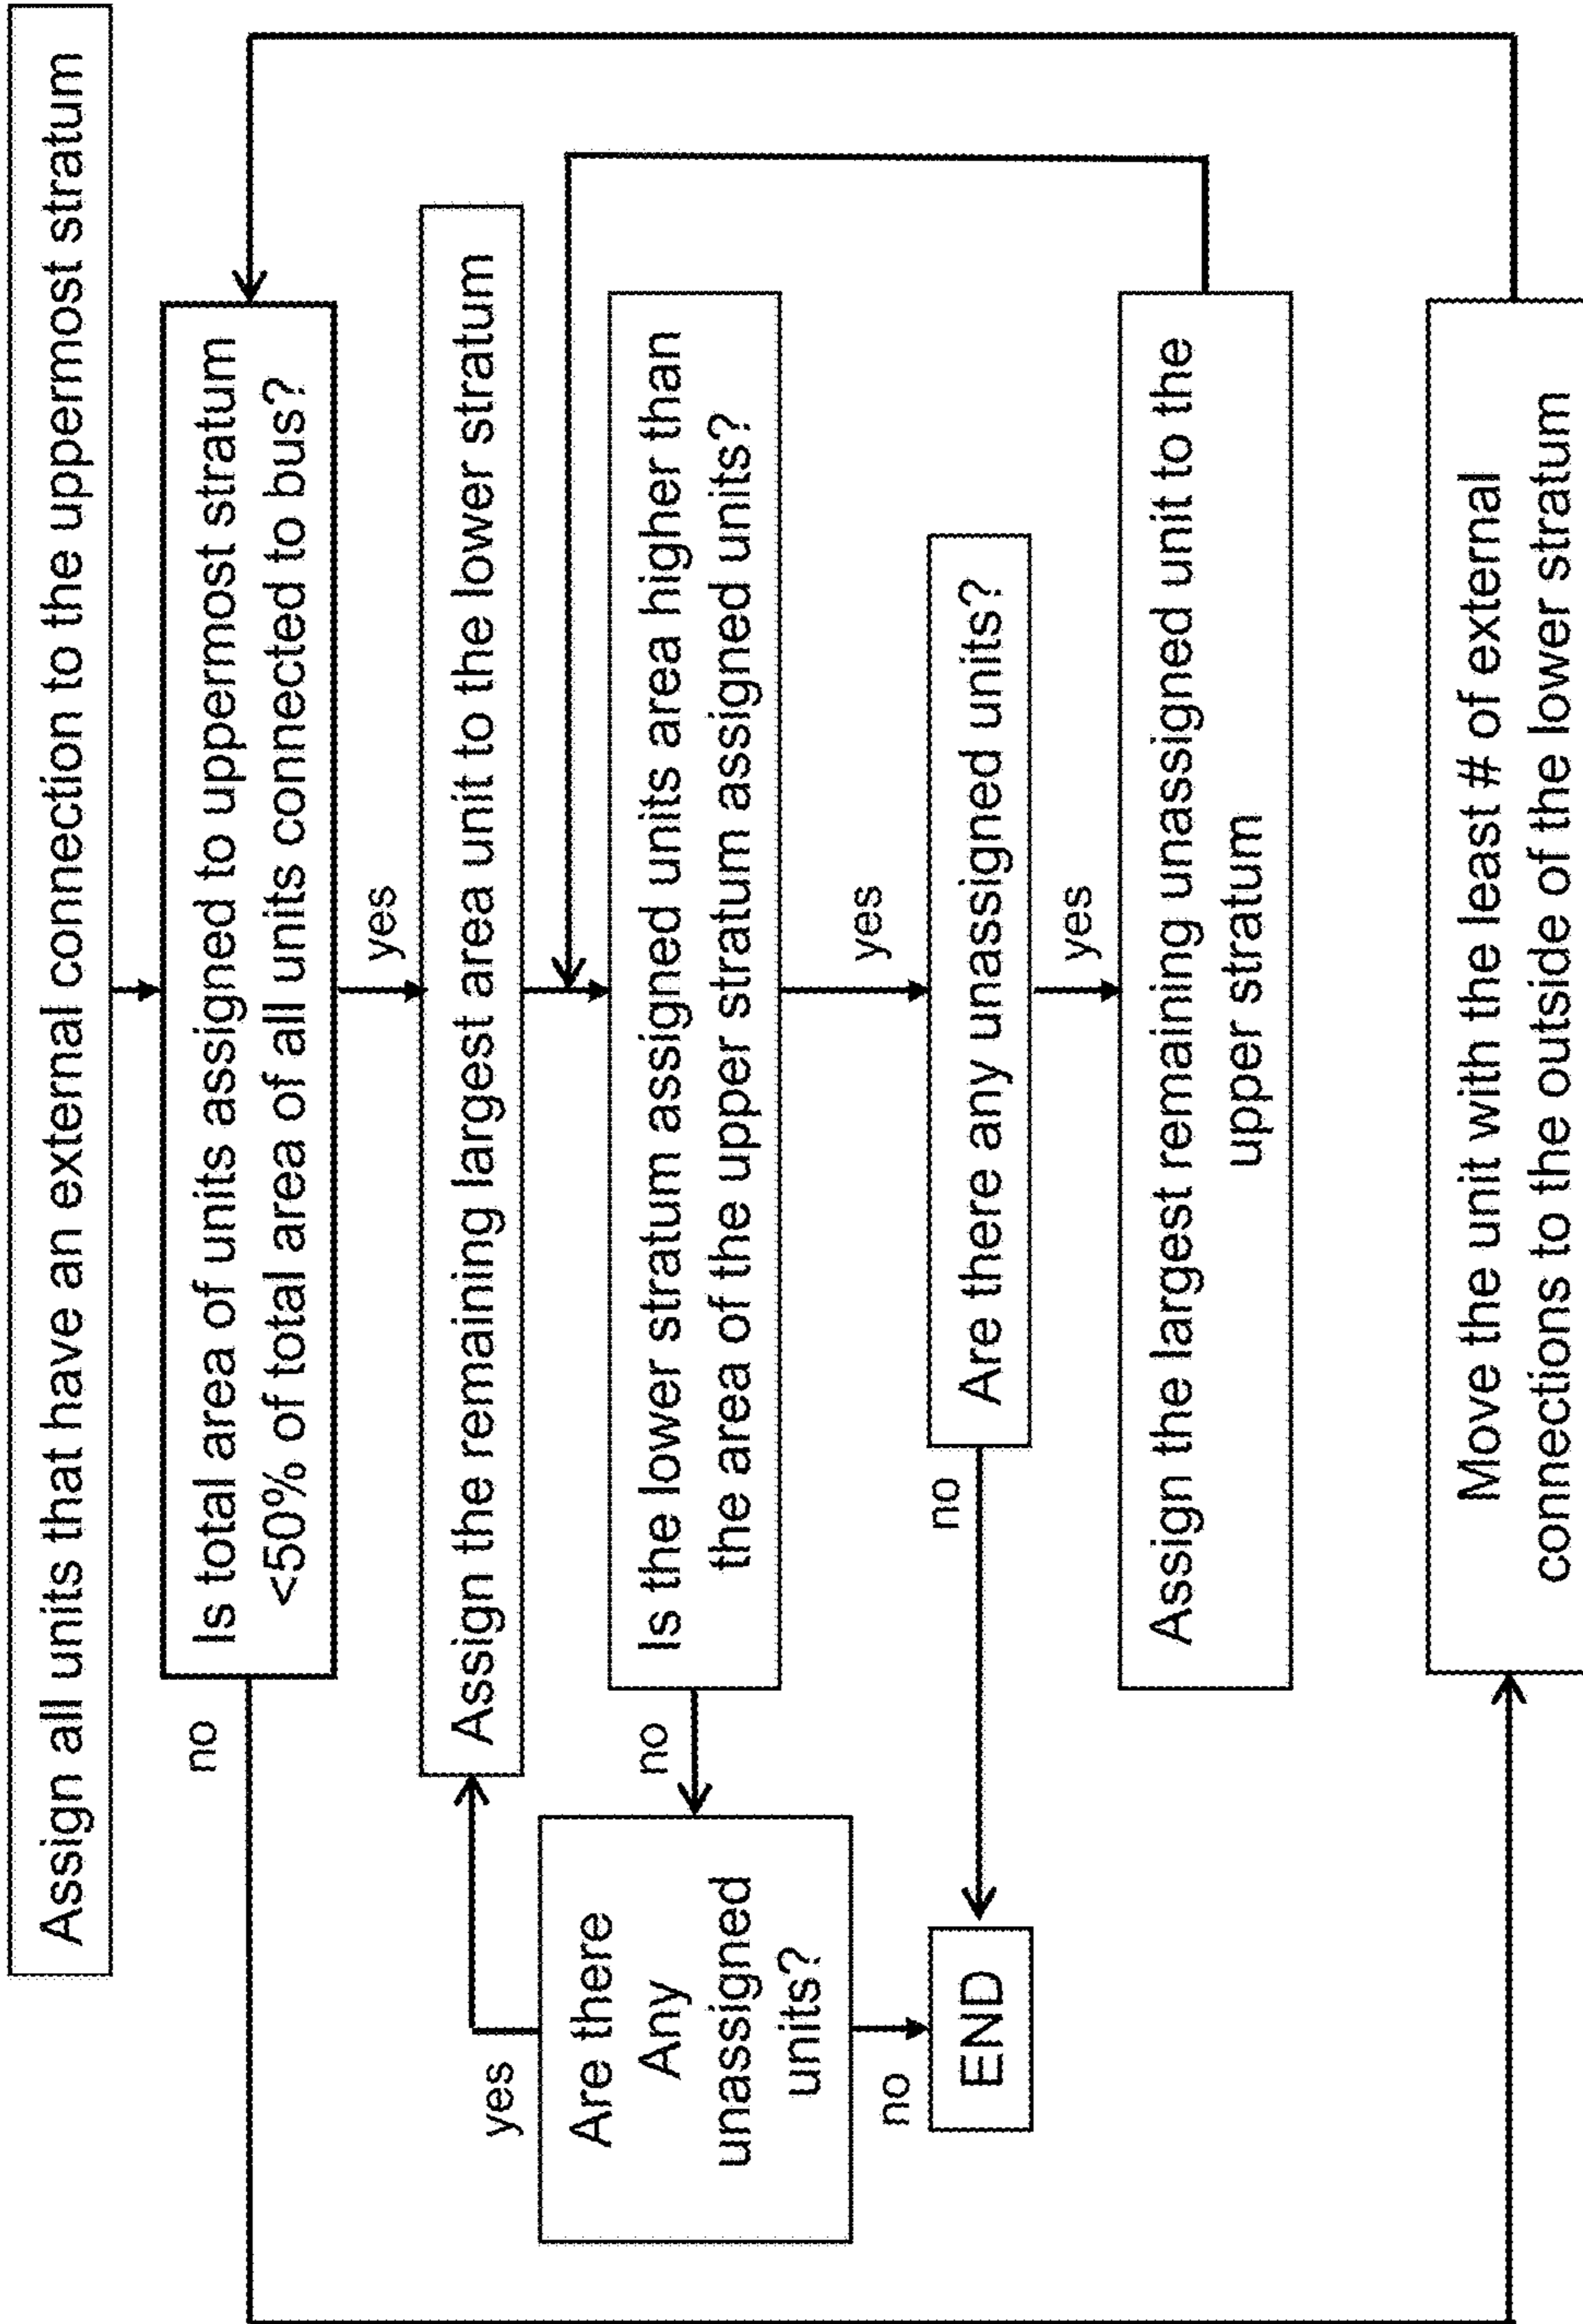 Assign all units that have an external connection to the uppermost stratum
Is total area of units assigned to uppermost stratum
<50% of total area of all units connected to bus?
no
yes
Assign the remaining largest area unit to the lower stratum
Is the lower stratum assigned units area higher than
the area of the upper stratum assigned units?
no
yes
Are there
Any
unassigned
units?
yes
no
END
Are there any unassigned units?
no
yes
Assign the largest remaining unassigned unit to the
upper stratum
Move the unit with the least # of external
connections to the outside of the lower stratum